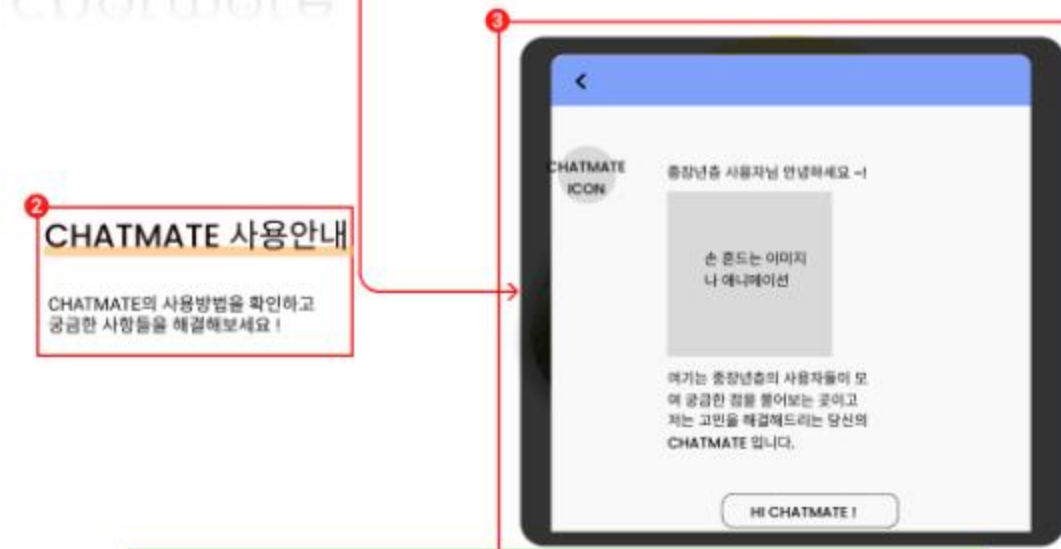 3
2
CHATMATE 사용안내
CHATMATE의 사용방법을 확인하고
궁금한 사항들을 해결해보세요 !
CHATMATE
ICON
중장년층 사용자님 안녕하세요 ~!
손 흔드는 이미지
나 애니메이션
여기는 중장년층의 사용자들이 모
여 궁금한 점을 물어보는 곳이고
저는 고민을 해결해드리는 당신의
CHATMATE 입니다.
HI CHATMATE !